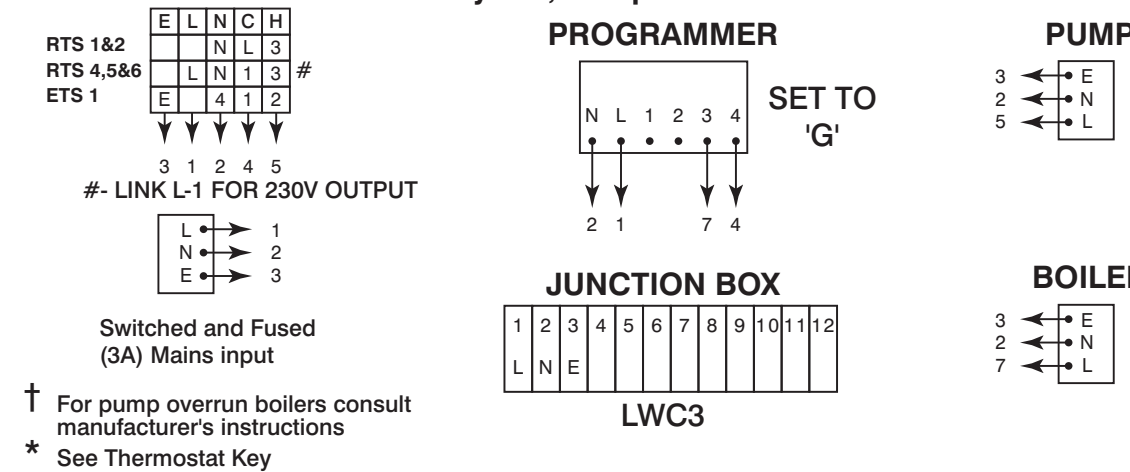 E L N C H
RTS 1&2 N L 3
RTS 4,5&6 L N 1 3 #
ETS 1 E 4 1 2
3 1 2 4 5
#- LINK L-1 FOR 230V OUTPUT
L 1
N 2
E 3
Switched and Fused
(3A) Mains input
† For pump overrun boilers consult
manufacturer's instructions
* See Thermostat Key
PROGRAMMER
N L 1 2 3 4
SET TO
'G'
2 1 7 4
JUNCTION BOX
1 2 3 4 5 6 7 8 9 10 11 12
L N E
LWC3
PUMP
3 E
2 N
5 L
BOILE
3 E
2 N
7 L